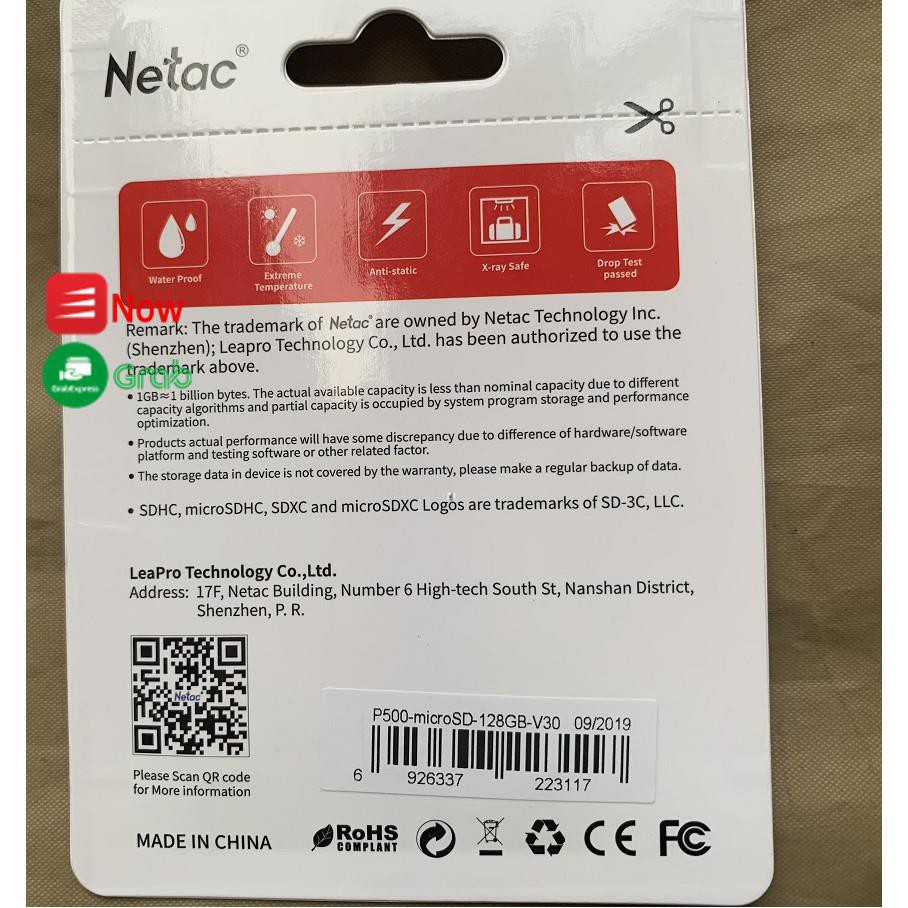 Netac®
Water Proof
Extreme
Temperature
Anti-static
X-ray Safe
Drop Test
passed
Now
Remark: The trademark of Netac® are owned by Netac Technology Inc.
(Shenzhen); Leapro Technology Co., Ltd. has been authorized to use the
trademark above.
GrabExpress
Grab
• 1GB≈1 billion bytes. The actual available capacity is less than nominal capacity due to different
capacity algorithms and partial capacity is occupied by system program storage and performance
optimization.
• Products actual performance will have some discrepancy due to difference of hardware/software
platform and testing software or other related factor.
• The storage data in device is not covered by the warranty, please make a regular backup of data.
• SDHC, microSDHC, SDXC and microSDXC Logos are trademarks of SD-3C, LLC.
LeaPro Technology Co.,Ltd.
Address: 17F, Netac Building, Number 6 High-tech South St, Nanshan District,
Shenzhen, P. R.
Netac
Please Scan QR code
for More information
P500-microSD-128GB-V30 09/2019
6 926337 223117
MADE IN CHINA
RoHS
COMPLIANT
CE
FC